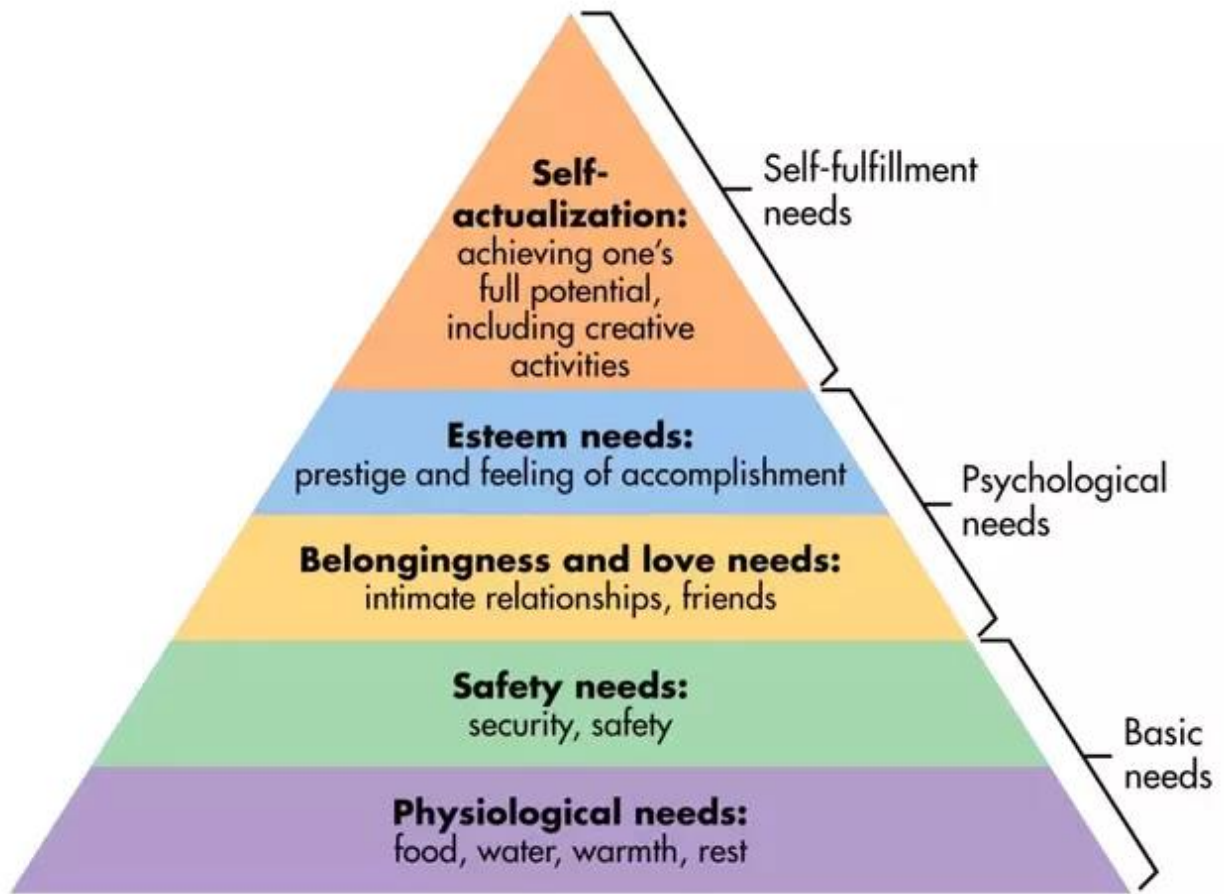 Self-
actualization:
achieving one's
full potential,
including creative
activities
Self-fulfillment
needs
Esteem needs:
prestige and feeling of accomplishment
Psychological
needs
Belongingness and love needs:
intimate relationships, friends
Safety needs:
security, safety
Basic
needs
Physiological needs:
food, water, warmth, rest